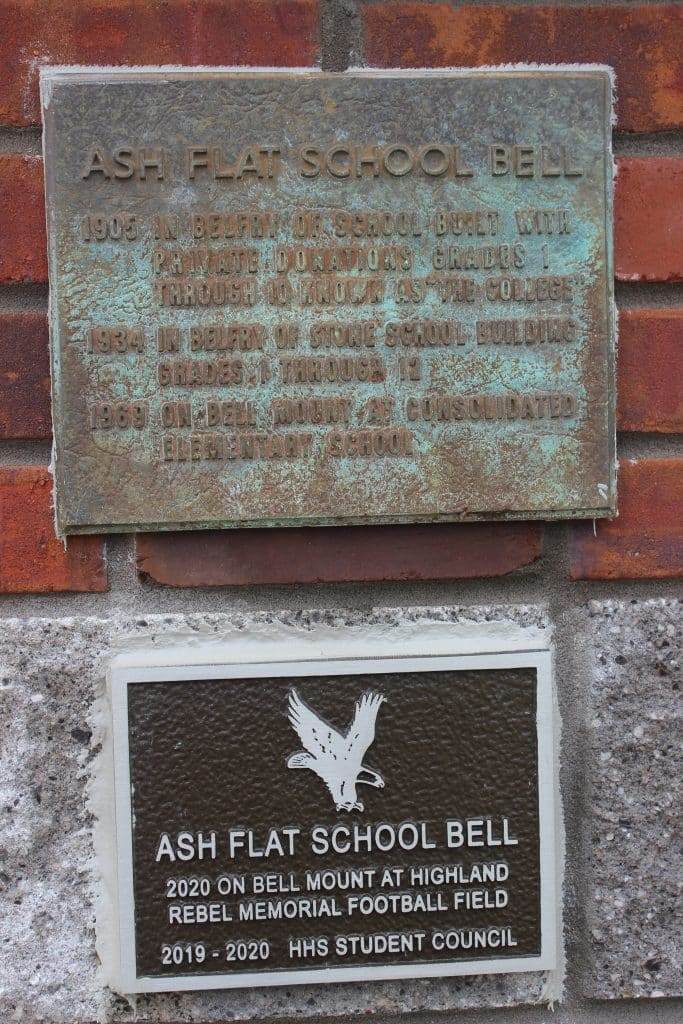 ASH FLAT SCHOOL BELL
1905 IN BELFRY OF SCHOOL BUILT WITH
PRIVATE DONATIONS GRADES 1
THROUGH 10 KNOWN AS "THE COLLEGE"
1934 IN BELFRY OF STONE SCHOOL BUILDING
GRADES 1 THROUGH 12
1969 ON BELL MOUNT AT CONSOLIDATED
ELEMENTARY SCHOOL
ASH FLAT SCHOOL BELL
2020 ON BELL MOUNT AT HIGHLAND
REBEL MEMORIAL FOOTBALL FIELD
2019 - 2020 HHS STUDENT COUNCIL